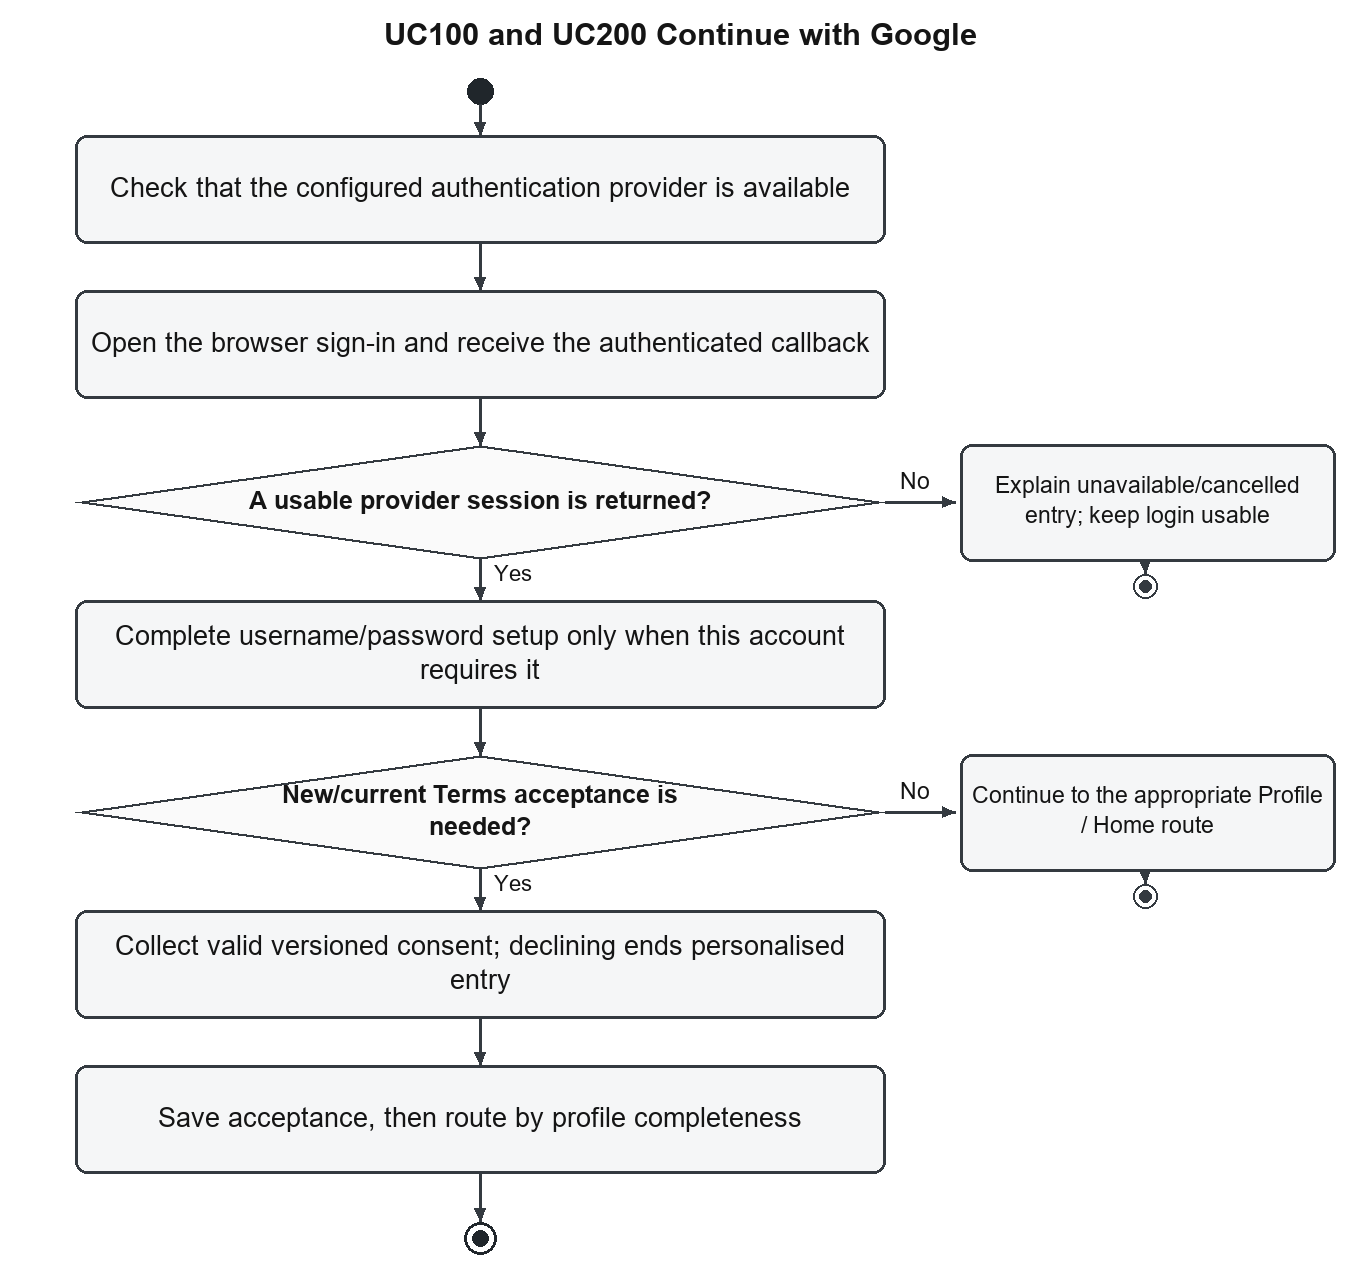 UC100 and UC200 Continue with Google
Check that the configured authentication provider is available
Open the browser sign-in and receive the authenticated callback
A usable provider session is returned?
No
Explain unavailable/cancelled
entry; keep login usable
Yes
Complete username/password setup only when this account
requires it
New/current Terms acceptance is
needed?
No
Continue to the appropriate Profile
/ Home route
Yes
Collect valid versioned consent; declining ends personalised
entry
Save acceptance, then route by profile completeness